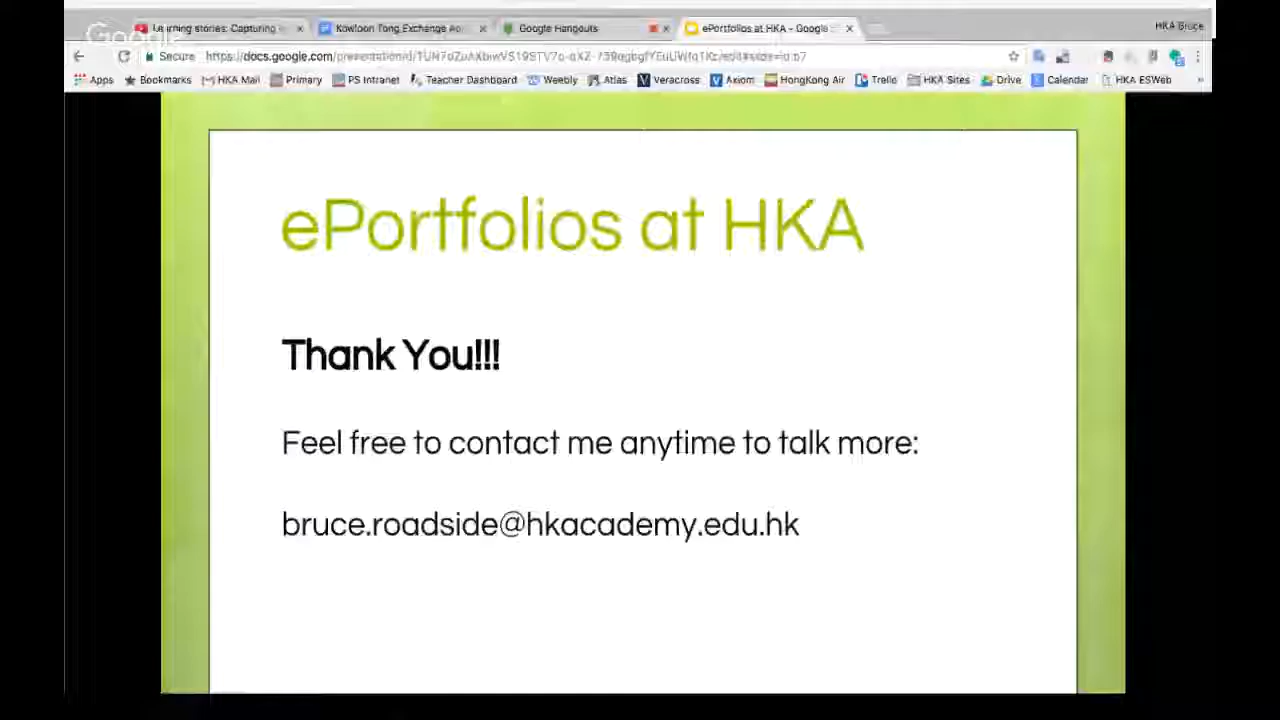 Google
Learning stories: Capturing
Kowloon Tong Exchange
Google Hangouts
ePortfolios at HKA - Google
HKA Bruce
Secure
Apps Bookmarks HKA Mail Primary PS Intranet Teacher Dashboard Weebly Atlas Veracross Axiom HongKong Air Trello HKA Sites Drive Calendar HKA ESWeb »
ePortfolios at HKA
Thank You!!!
Feel free to contact me anytime to talk more:
bruce.roadside@hkacademy.edu.hk